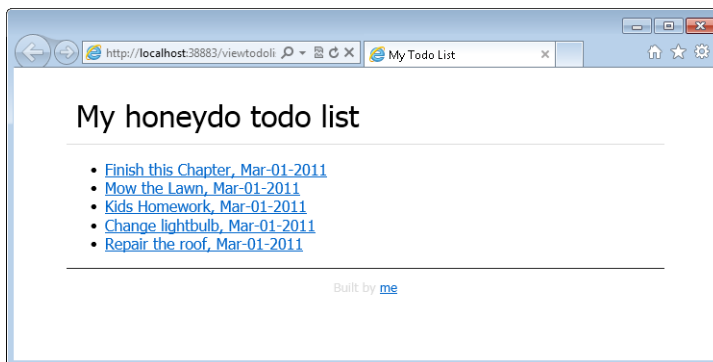 http://localhost:38883/viewtodoli
My Todo List
My honeydo todo list
Finish this Chapter, Mar-01-2011
Mow the Lawn, Mar-01-2011
Kids Homework, Mar-01-2011
Change lightbulb, Mar-01-2011
Repair the roof, Mar-01-2011
Built by me